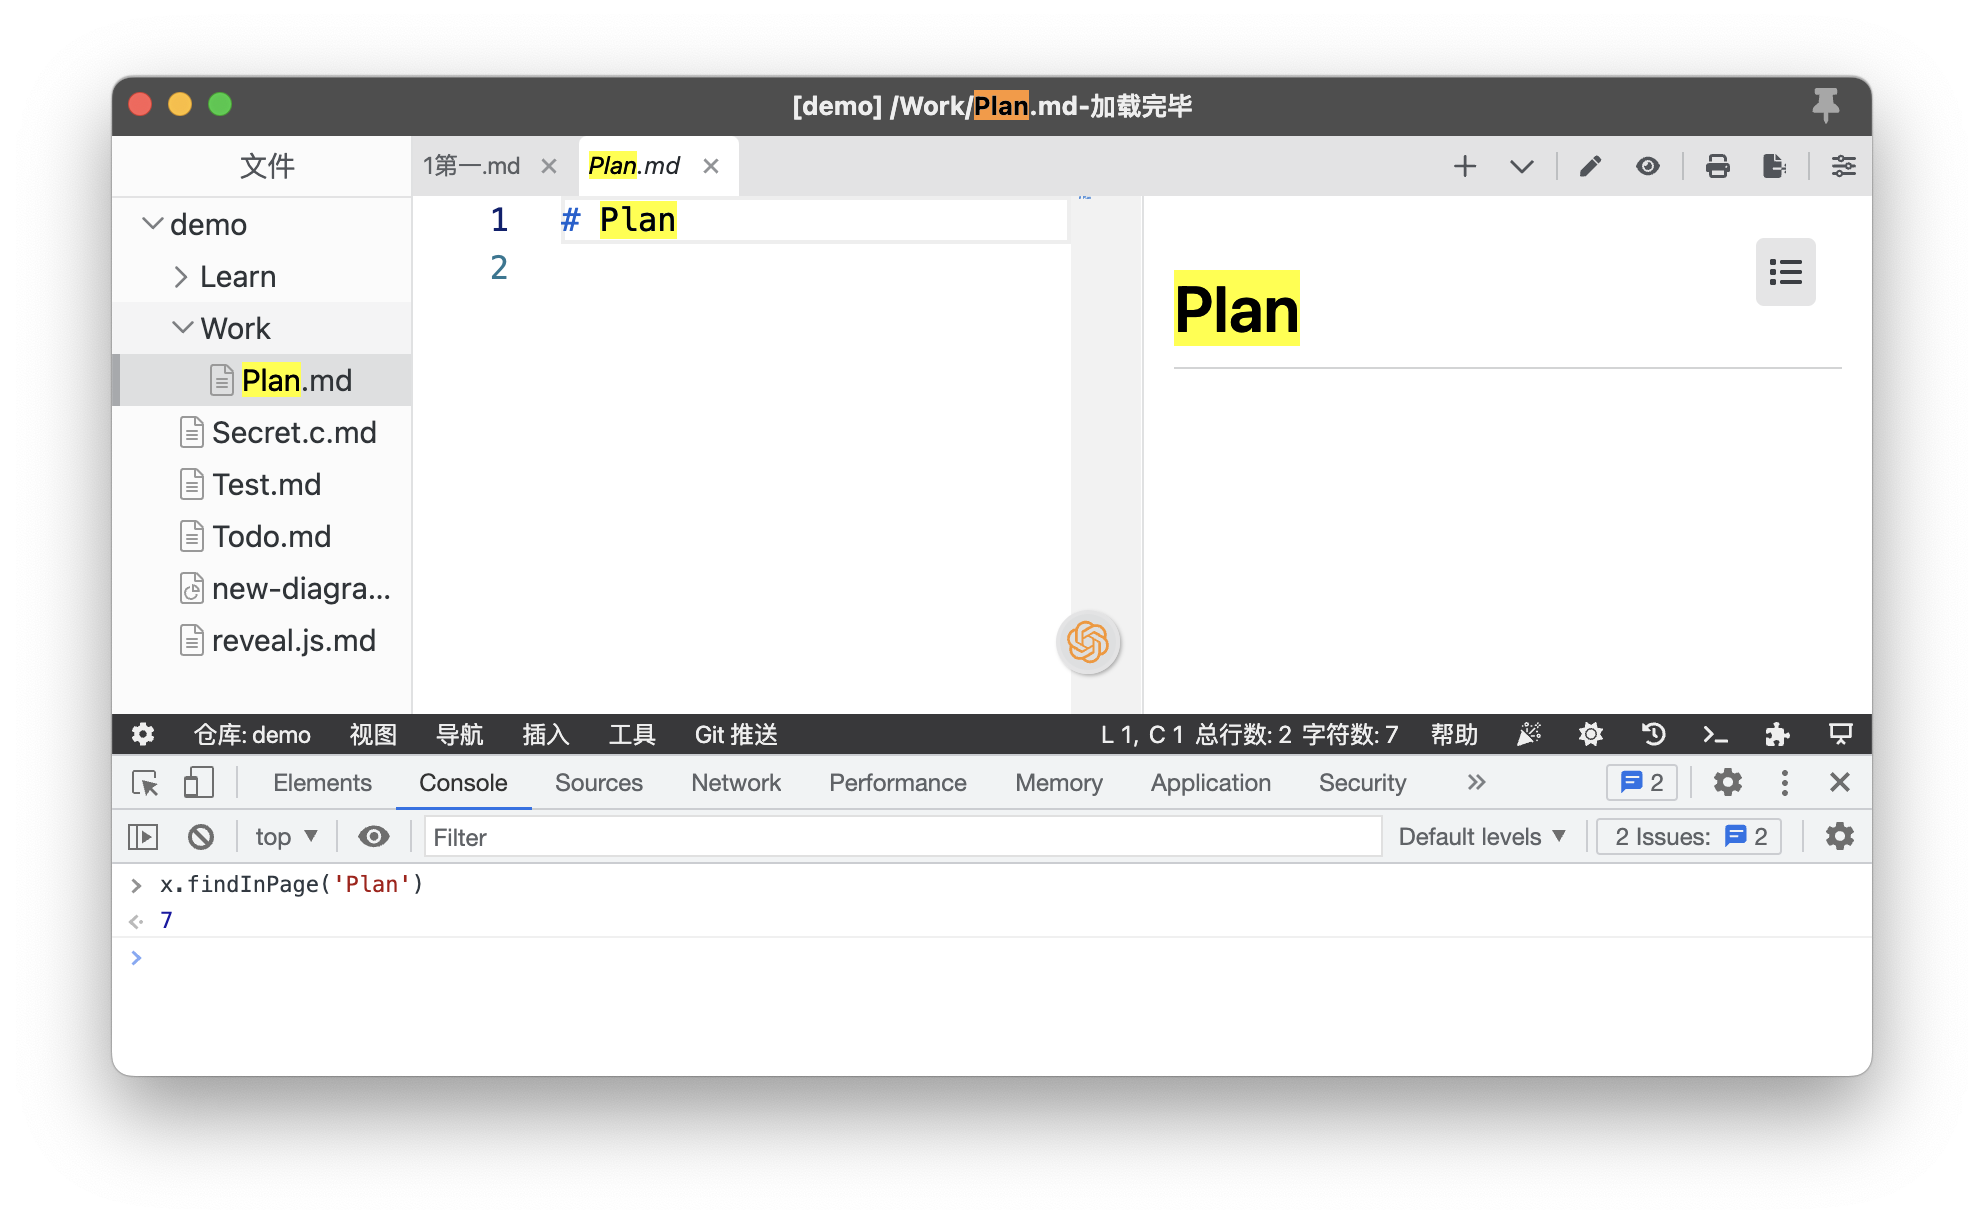 [demo] /Work/Plan.md-加载完毕
文件
1第一.md
Plan.md
demo
Learn
Work
Plan.md
Secret.c.md
Test.md
Todo.md
new-diagra...
reveal.js.md
1 # Plan
2
Plan
仓库: demo 视图 导航 插入 工具 Git 推送 L 1, C 1 总行数: 2 字符数: 7 帮助
Elements Console Sources Network Performance Memory Application Security 2
top Filter Default levels 2 Issues: 2
> x.findInPage('Plan')
7
>